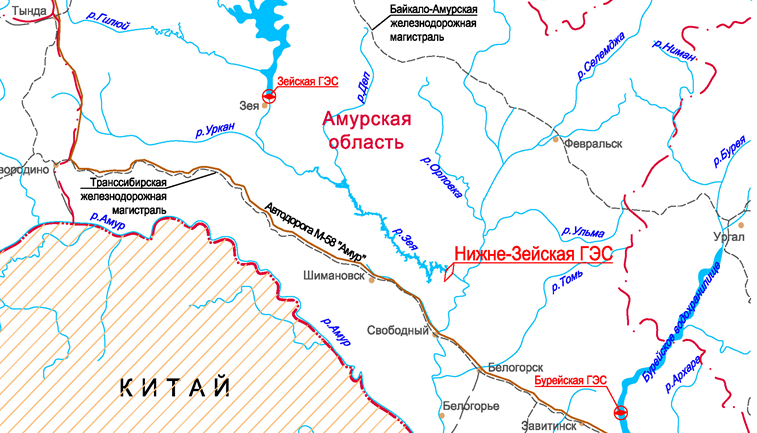 Тында
р.Гилюй
Байкало-Амурская
железнодорожная
магистраль
р.Селемджа
р.Ниман
Зейская ГЭС
Зея
р.Деп
р.Уркан
Амурская
область
Февральск
р.Бурея
вородино
Транссибирская
железнодорожная
магистраль
р.Орловка
р.Амур
Автодорога М-58 "Амур"
р.Зея
р.Ульма
Ургал
Нижне-Зейская ГЭС
Шимановск
р.Томь
Бурейское водохранилище
р.Амур
Свободный
Белогорск
р.Архара
КИТАЙ
Бурейская ГЭС
Белогорье
Завитинск